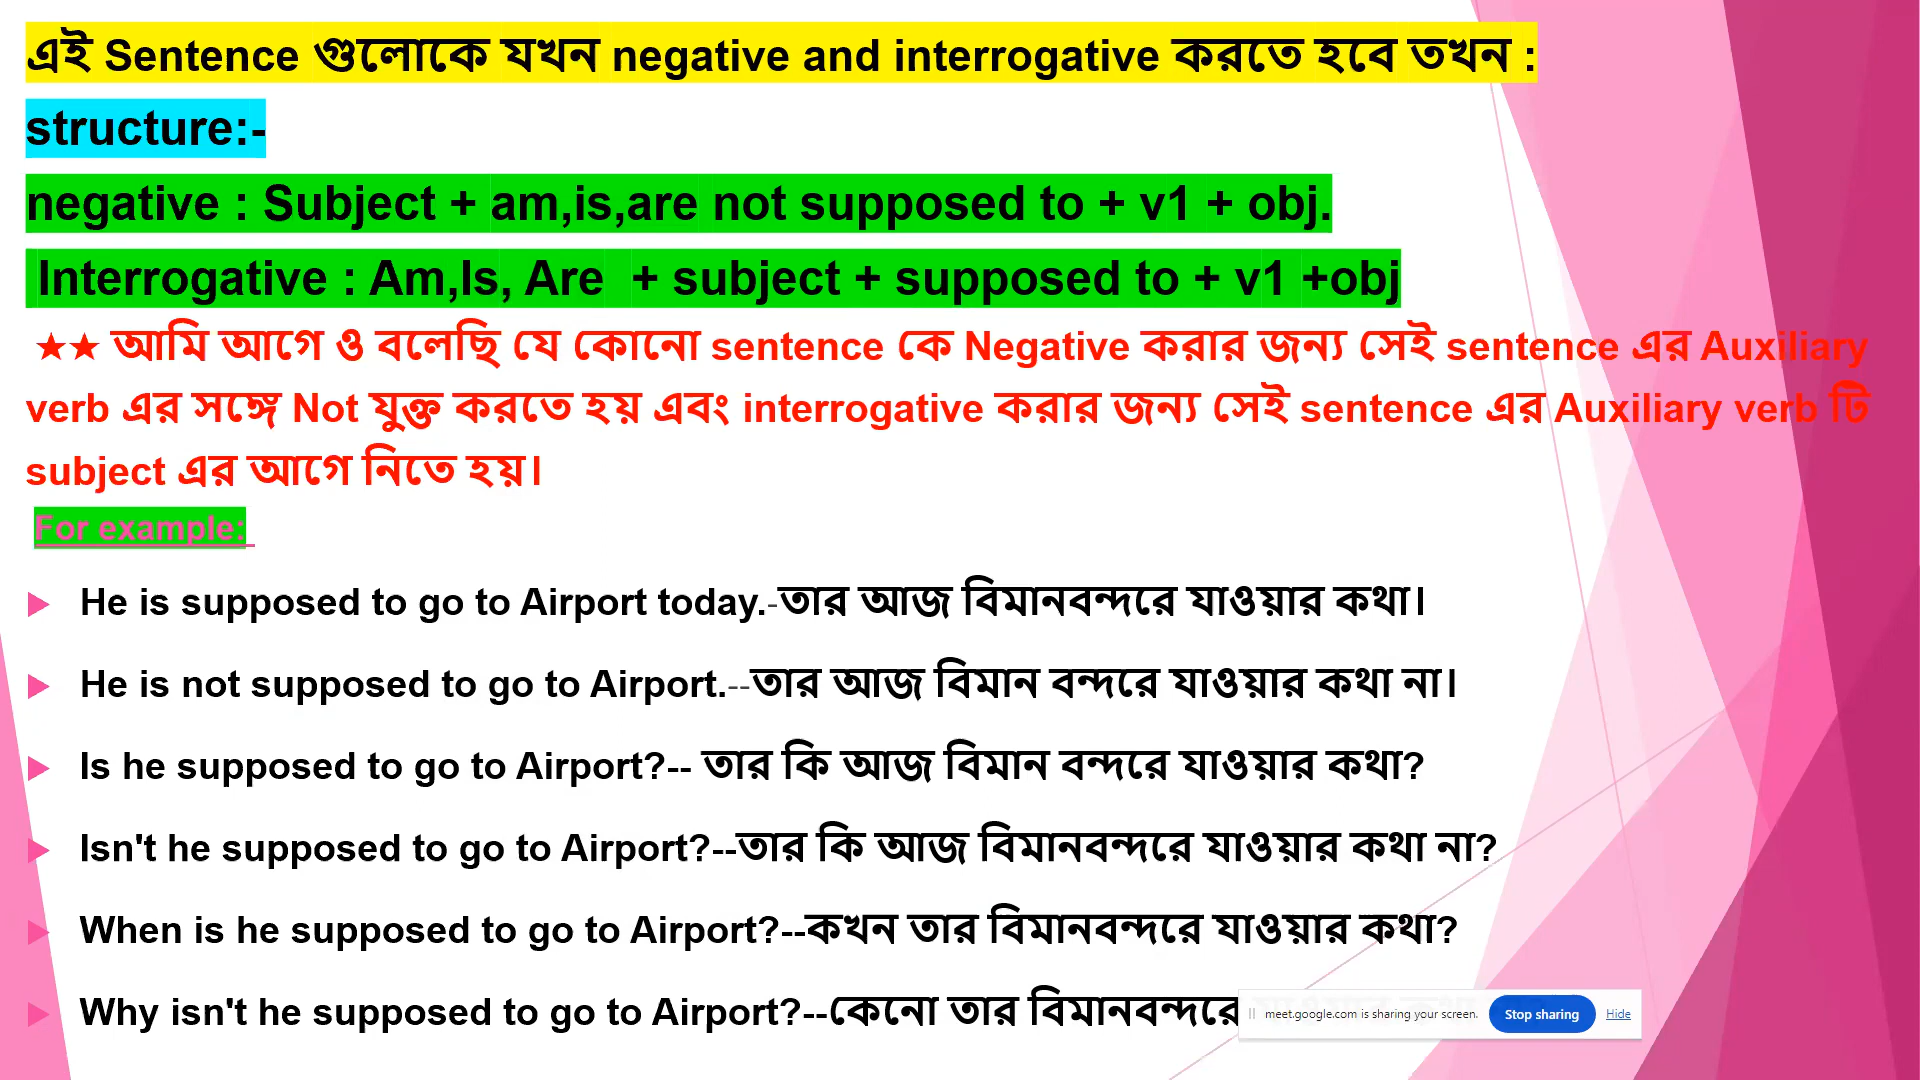 এই Sentence গুলোকে যখন negative and interrogative করতে হবে তখন :
structure:-
negative : Subject + am,is,are not supposed to + v1 + obj.
Interrogative : Am,Is, Are + subject + supposed to + v1 +obj
★★ আমি আগে ও বলেছি যে কোনো sentence কে Negative করার জন্য সেই sentence এর Auxiliary
verb এর সঙ্গে Not যুক্ত করতে হয় এবং interrogative করার জন্য সেই sentence এর Auxiliary verb টি
subject এর আগে নিতে হয়।
For example:
He is supposed to go to Airport today.-তার আজ বিমানবন্দরে যাওয়ার কথা।
He is not supposed to go to Airport.--তার আজ বিমান বন্দরে যাওয়ার কথা না।
Is he supposed to go to Airport?-- তার কি আজ বিমান বন্দরে যাওয়ার কথা?
Isn't he supposed to go to Airport?--তার কি আজ বিমানবন্দরে যাওয়ার কথা না?
When is he supposed to go to Airport?--কখন তার বিমানবন্দরে যাওয়ার কথা?
Why isn't he supposed to go to Airport?--কেনো তার বিমানবন্দরে
meet.google.com is sharing your screen. Stop sharing Hide